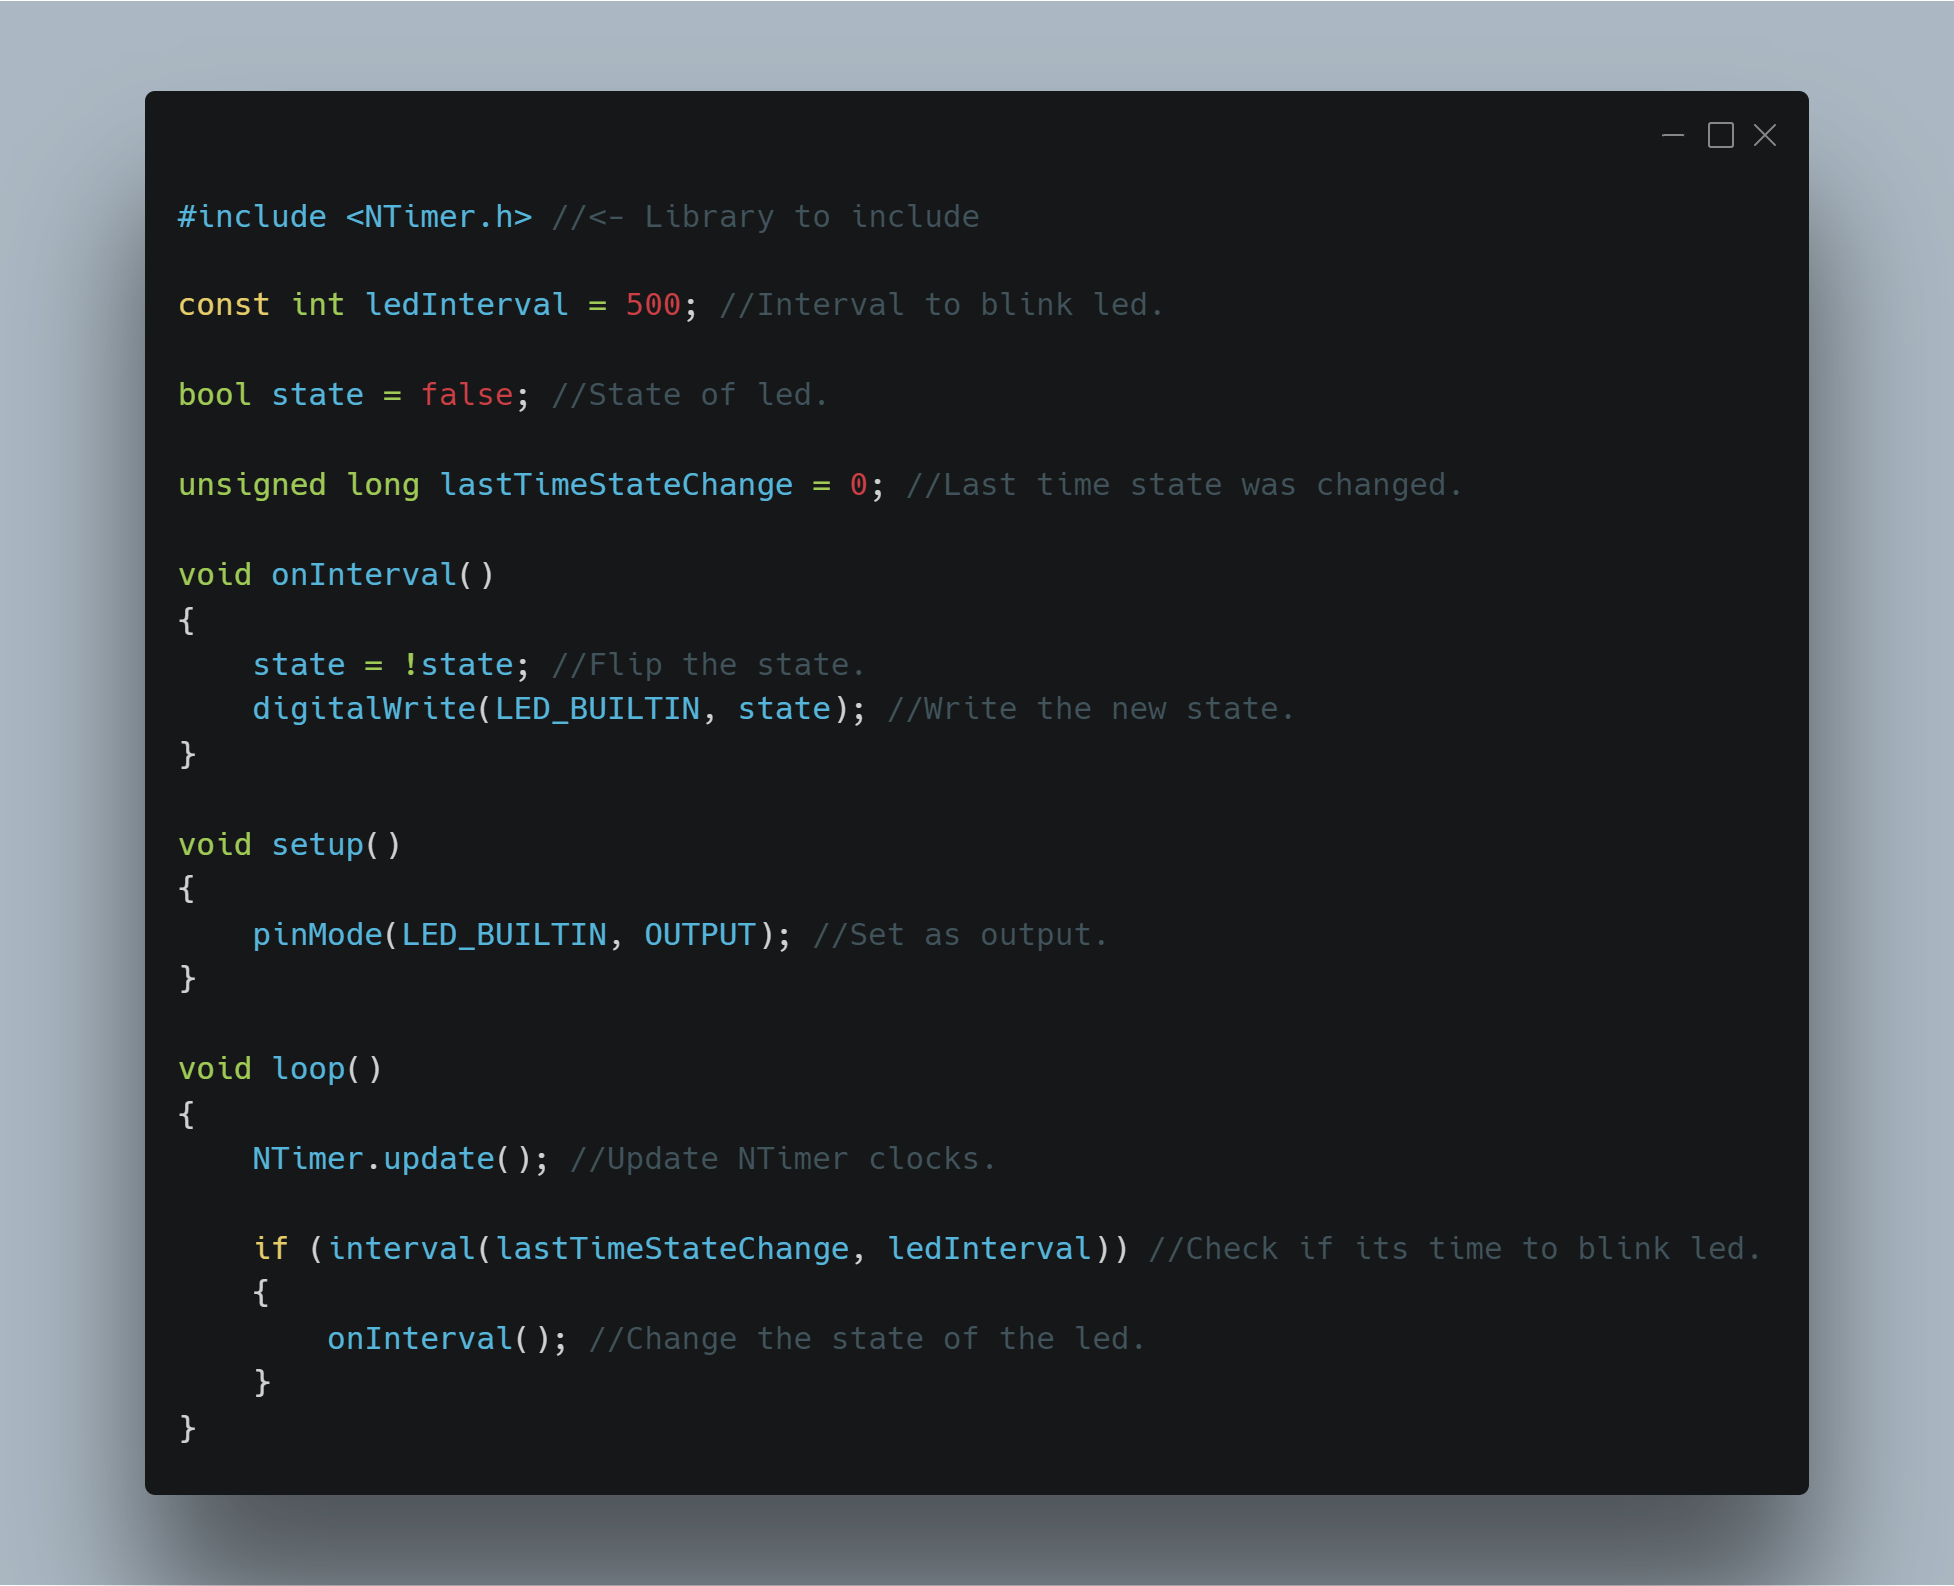 #include <NTimer.h> //<- Library to include
const int ledInterval = 500; //Interval to blink led.
bool state = false; //State of led.
unsigned long lastTimeStateChange = 0; //Last time state was changed.
void onInterval()
{
    state = !state; //Flip the state.
    digitalWrite(LED_BUILTIN, state); //Write the new state.
}
void setup()
{
    pinMode(LED_BUILTIN, OUTPUT); //Set as output.
}
void loop()
{
    NTimer.update(); //Update NTimer clocks.
    if (interval(lastTimeStateChange, ledInterval)) //Check if its time to blink led.
    {
        onInterval(); //Change the state of the led.
    }
}